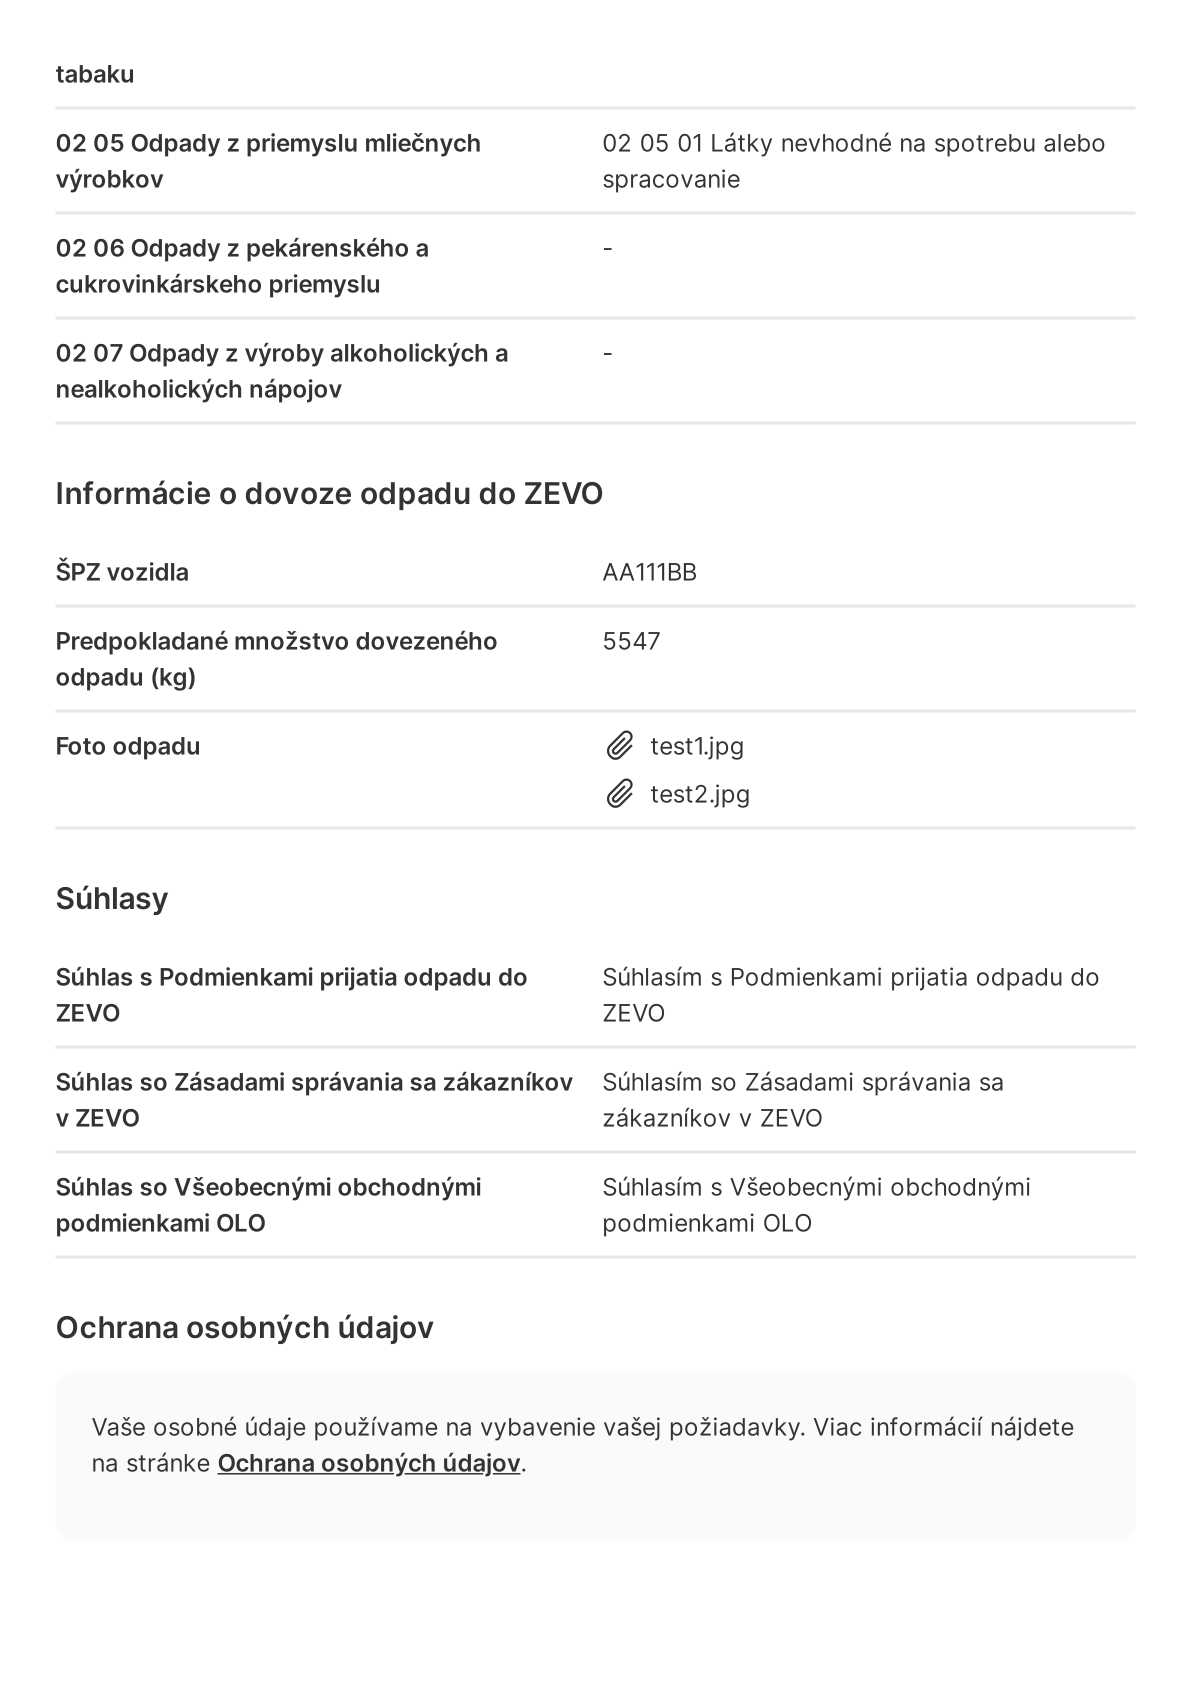 tabaku
02 05 Odpady z priemyslu mliečnych
výrobkov
02 05 01 Látky nevhodné na spotrebu alebo
spracovanie
02 06 Odpady z pekárenského a
cukrovinkárskeho priemyslu
-
02 07 Odpady z výroby alkoholických a
nealkoholických nápojov
-
Informácie o dovoze odpadu do ZEVO
ŠPZ vozidla
AA111BB
Predpokladané množstvo dovezeného
odpadu (kg)
5547
Foto odpadu
test1.jpg
test2.jpg
Súhlasy
Súhlas s Podmienkami prijatia odpadu do
ZEVO
Súhlasím s Podmienkami prijatia odpadu do
ZEVO
Súhlas so Zásadami správania sa zákazníkov
v ZEVO
Súhlasím so Zásadami správania sa
zákazníkov v ZEVO
Súhlas so Všeobecnými obchodnými
podmienkami OLO
Súhlasím s Všeobecnými obchodnými
podmienkami OLO
Ochrana osobných údajov
Vaše osobné údaje používame na vybavenie vašej požiadavky. Viac informácií nájdete
na stránke Ochrana osobných údajov.